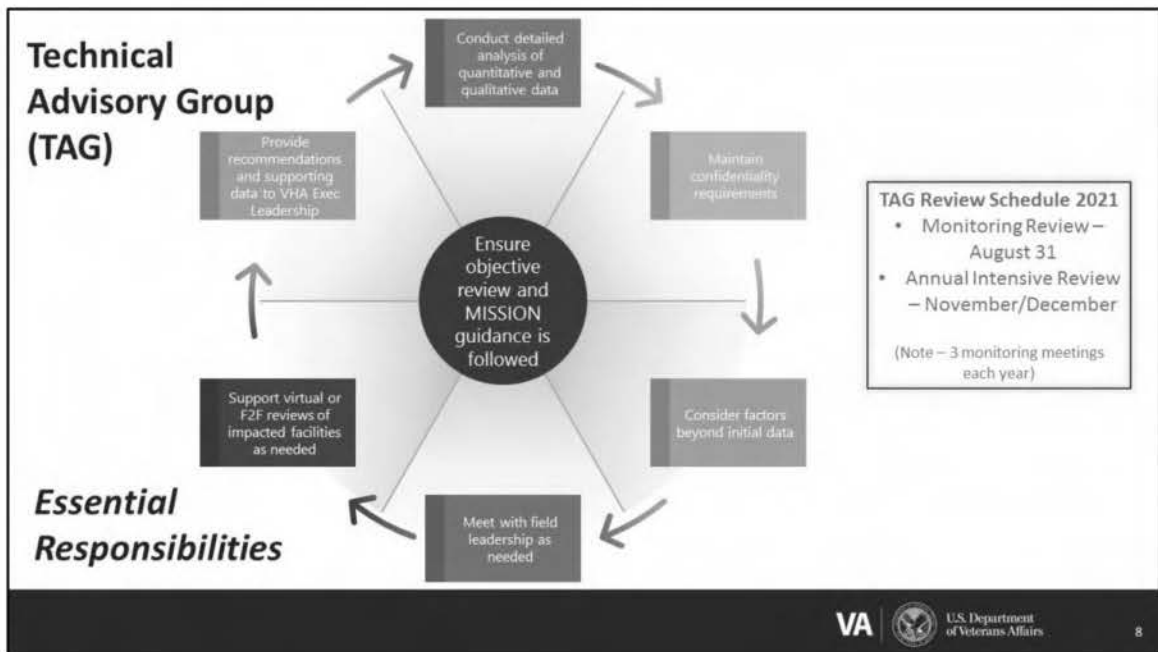 Technical
Advisory Group
(TAG)
Conduct detailed
analysis of
quantitative and
qualitative data
Maintain
confidentiality
requirements
Consider factors
beyond initial data
Meet with field
leadership as
needed
Support virtual or
F2F reviews of
impacted facilities
as needed
Provide
recommendations
and supporting
data to VHA Exec
Leadership
Ensure
objective
review and
MISSION
guidance is
followed
TAG Review Schedule 2021
• Monitoring Review –
August 31
• Annual Intensive Review
– November/December
(Note – 3 monitoring meetings
each year)
Essential
Responsibilities
VA
U.S. Department
of Veterans Affairs
8